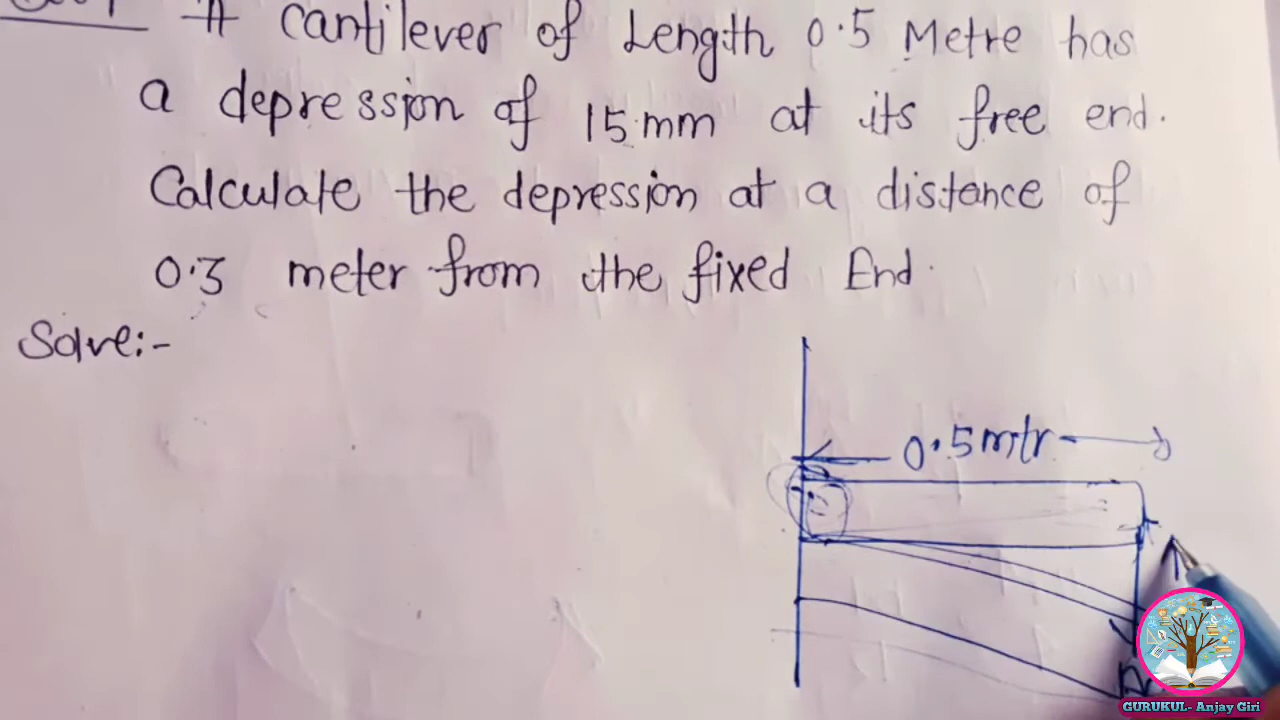 A cantilever of Length 0.5 Metre has
a depression of 15 mm at its free end.
Calculate the depression at a distance of
0.3 meter from the fixed End.
Solve:-
0.5 mtr
GURUKUL- Anjay Giri